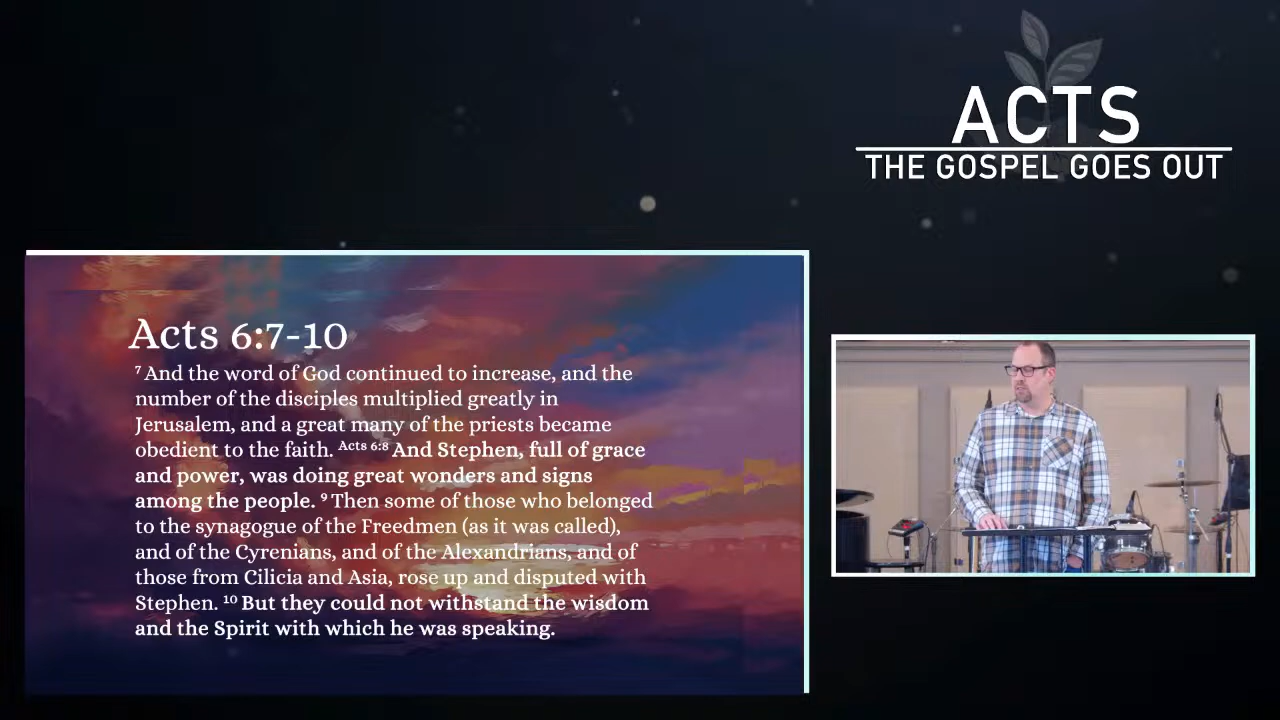 ACTS
THE GOSPEL GOES OUT
Acts 6:7-10
7 And the word of God continued to increase, and the
number of the disciples multiplied greatly in
Jerusalem, and a great many of the priests became
obedient to the faith. Acts 6:8 And Stephen, full of grace
and power, was doing great wonders and signs
among the people. 9 Then some of those who belonged
to the synagogue of the Freedmen (as it was called),
and of the Cyrenians, and of the Alexandrians, and of
those from Cilicia and Asia, rose up and disputed with
Stephen. 10 But they could not withstand the wisdom
and the Spirit with which he was speaking.